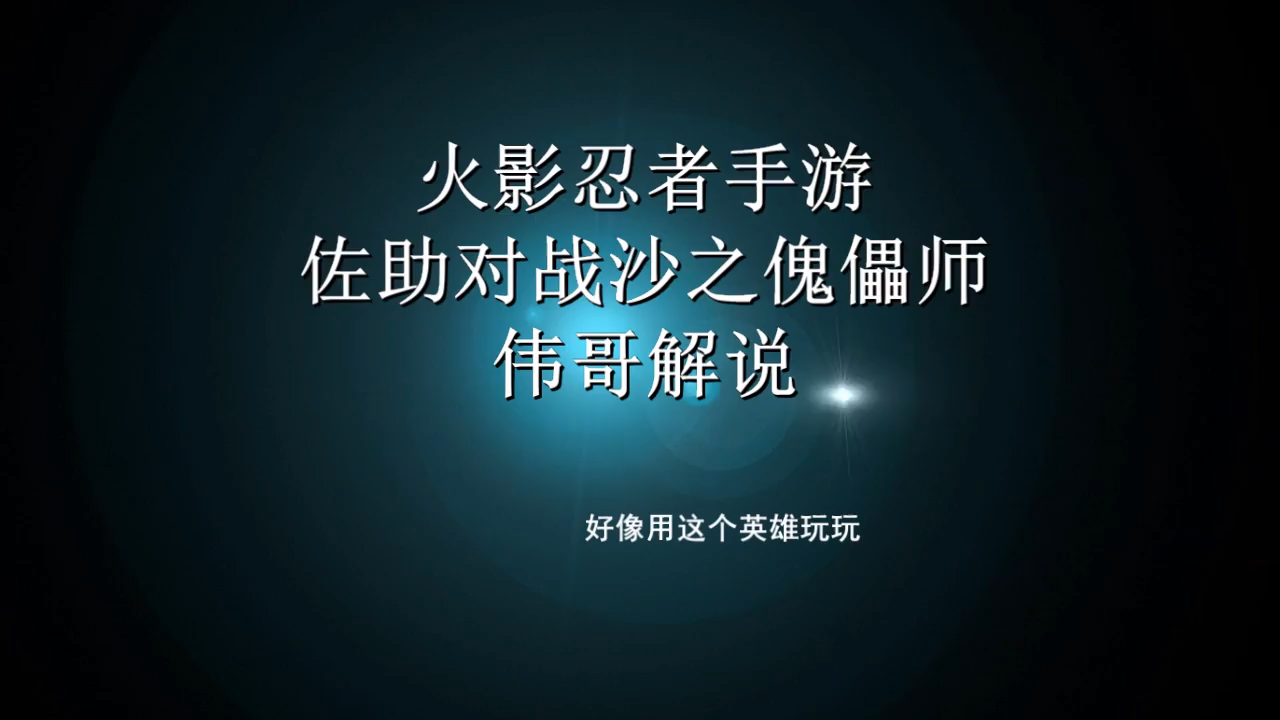 火影忍者手游
佐助对战沙之傀儡师
伟哥解说
好像用这个英雄玩玩